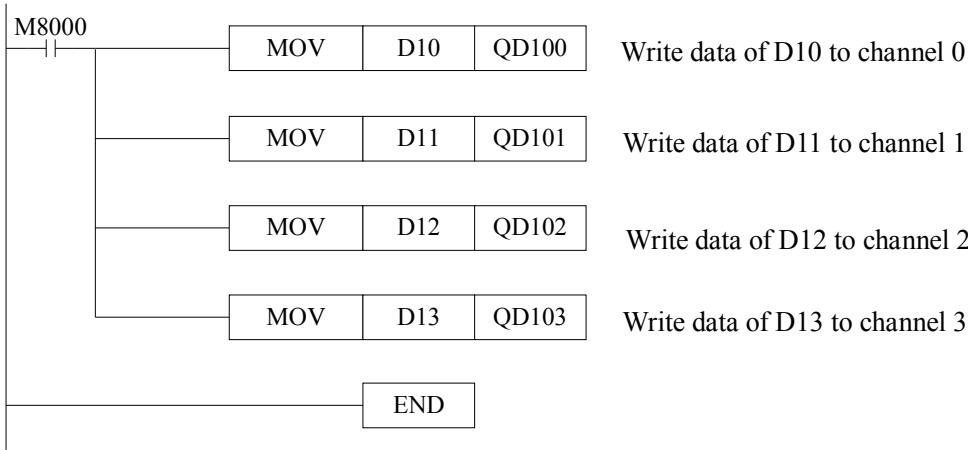 M8000
MOV D10 QD100 Write data of D10 to channel 0
MOV D11 QD101 Write data of D11 to channel 1
MOV D12 QD102 Write data of D12 to channel 2
MOV D13 QD103 Write data of D13 to channel 3
END